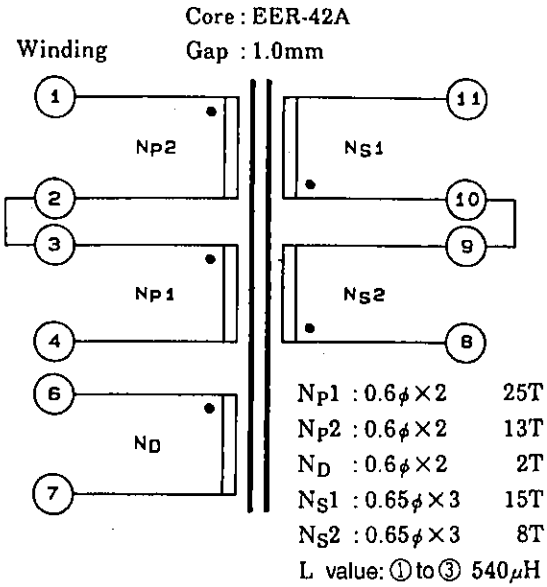 Core : EER-42A
Winding Gap : 1.0mm
1 11
NP2 NS1
2 10
3 9
NP1 NS2
4 8
6
ND
7
NP1 : 0.6ϕ×2 25T
NP2 : 0.6ϕ×2 13T
ND : 0.6ϕ×2 2T
NS1 : 0.65ϕ×3 15T
NS2 : 0.65ϕ×3 8T
L value: ① to ③ 540µH